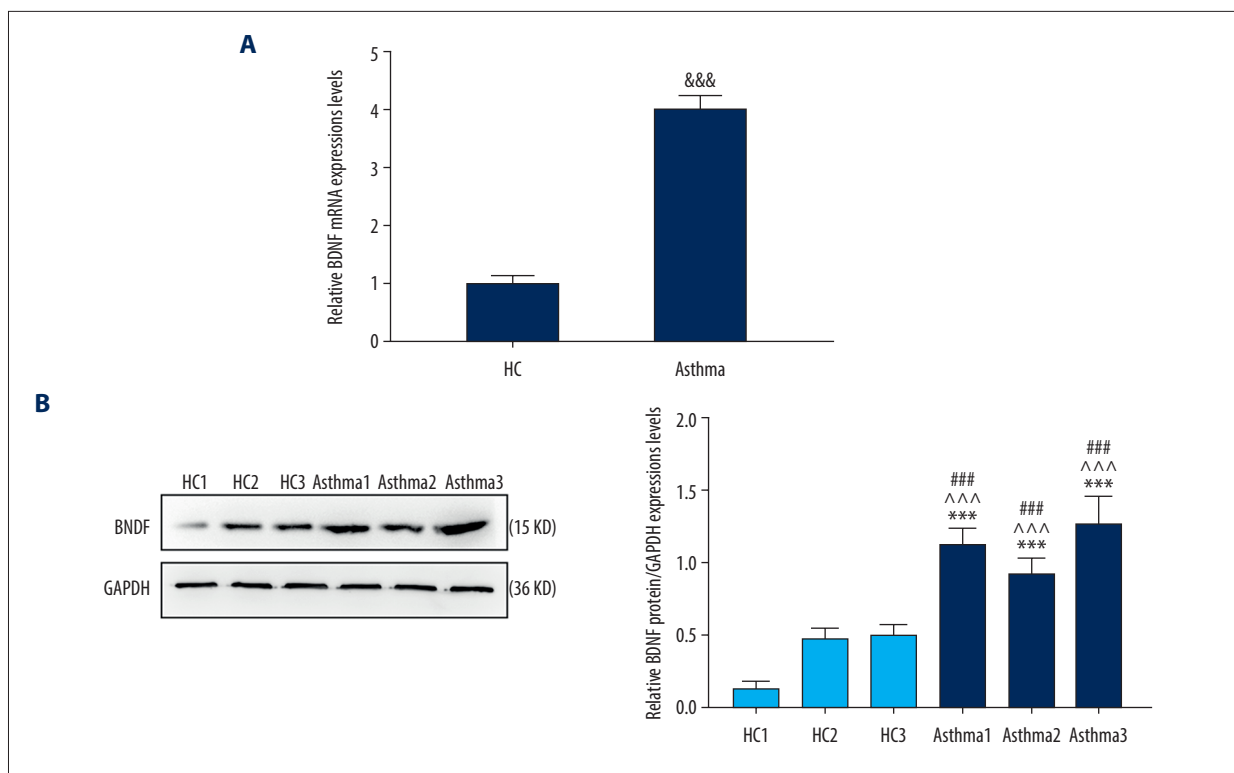 A
Relative BDNF mRNA expressions levels
5
4
3
2
1
0
&&&
HC
Asthma
B
HC1 HC2 HC3 Asthma1 Asthma2 Asthma3
BNDF
(15 KD)
GAPDH
(36 KD)
Relative BDNF protein/GAPDH expressions levels
2.0
1.5
1.0
0.5
0.0
###
^^^
***
###
^^^
***
###
^^^
***
HC1
HC2
HC3
Asthma1
Asthma2
Asthma3